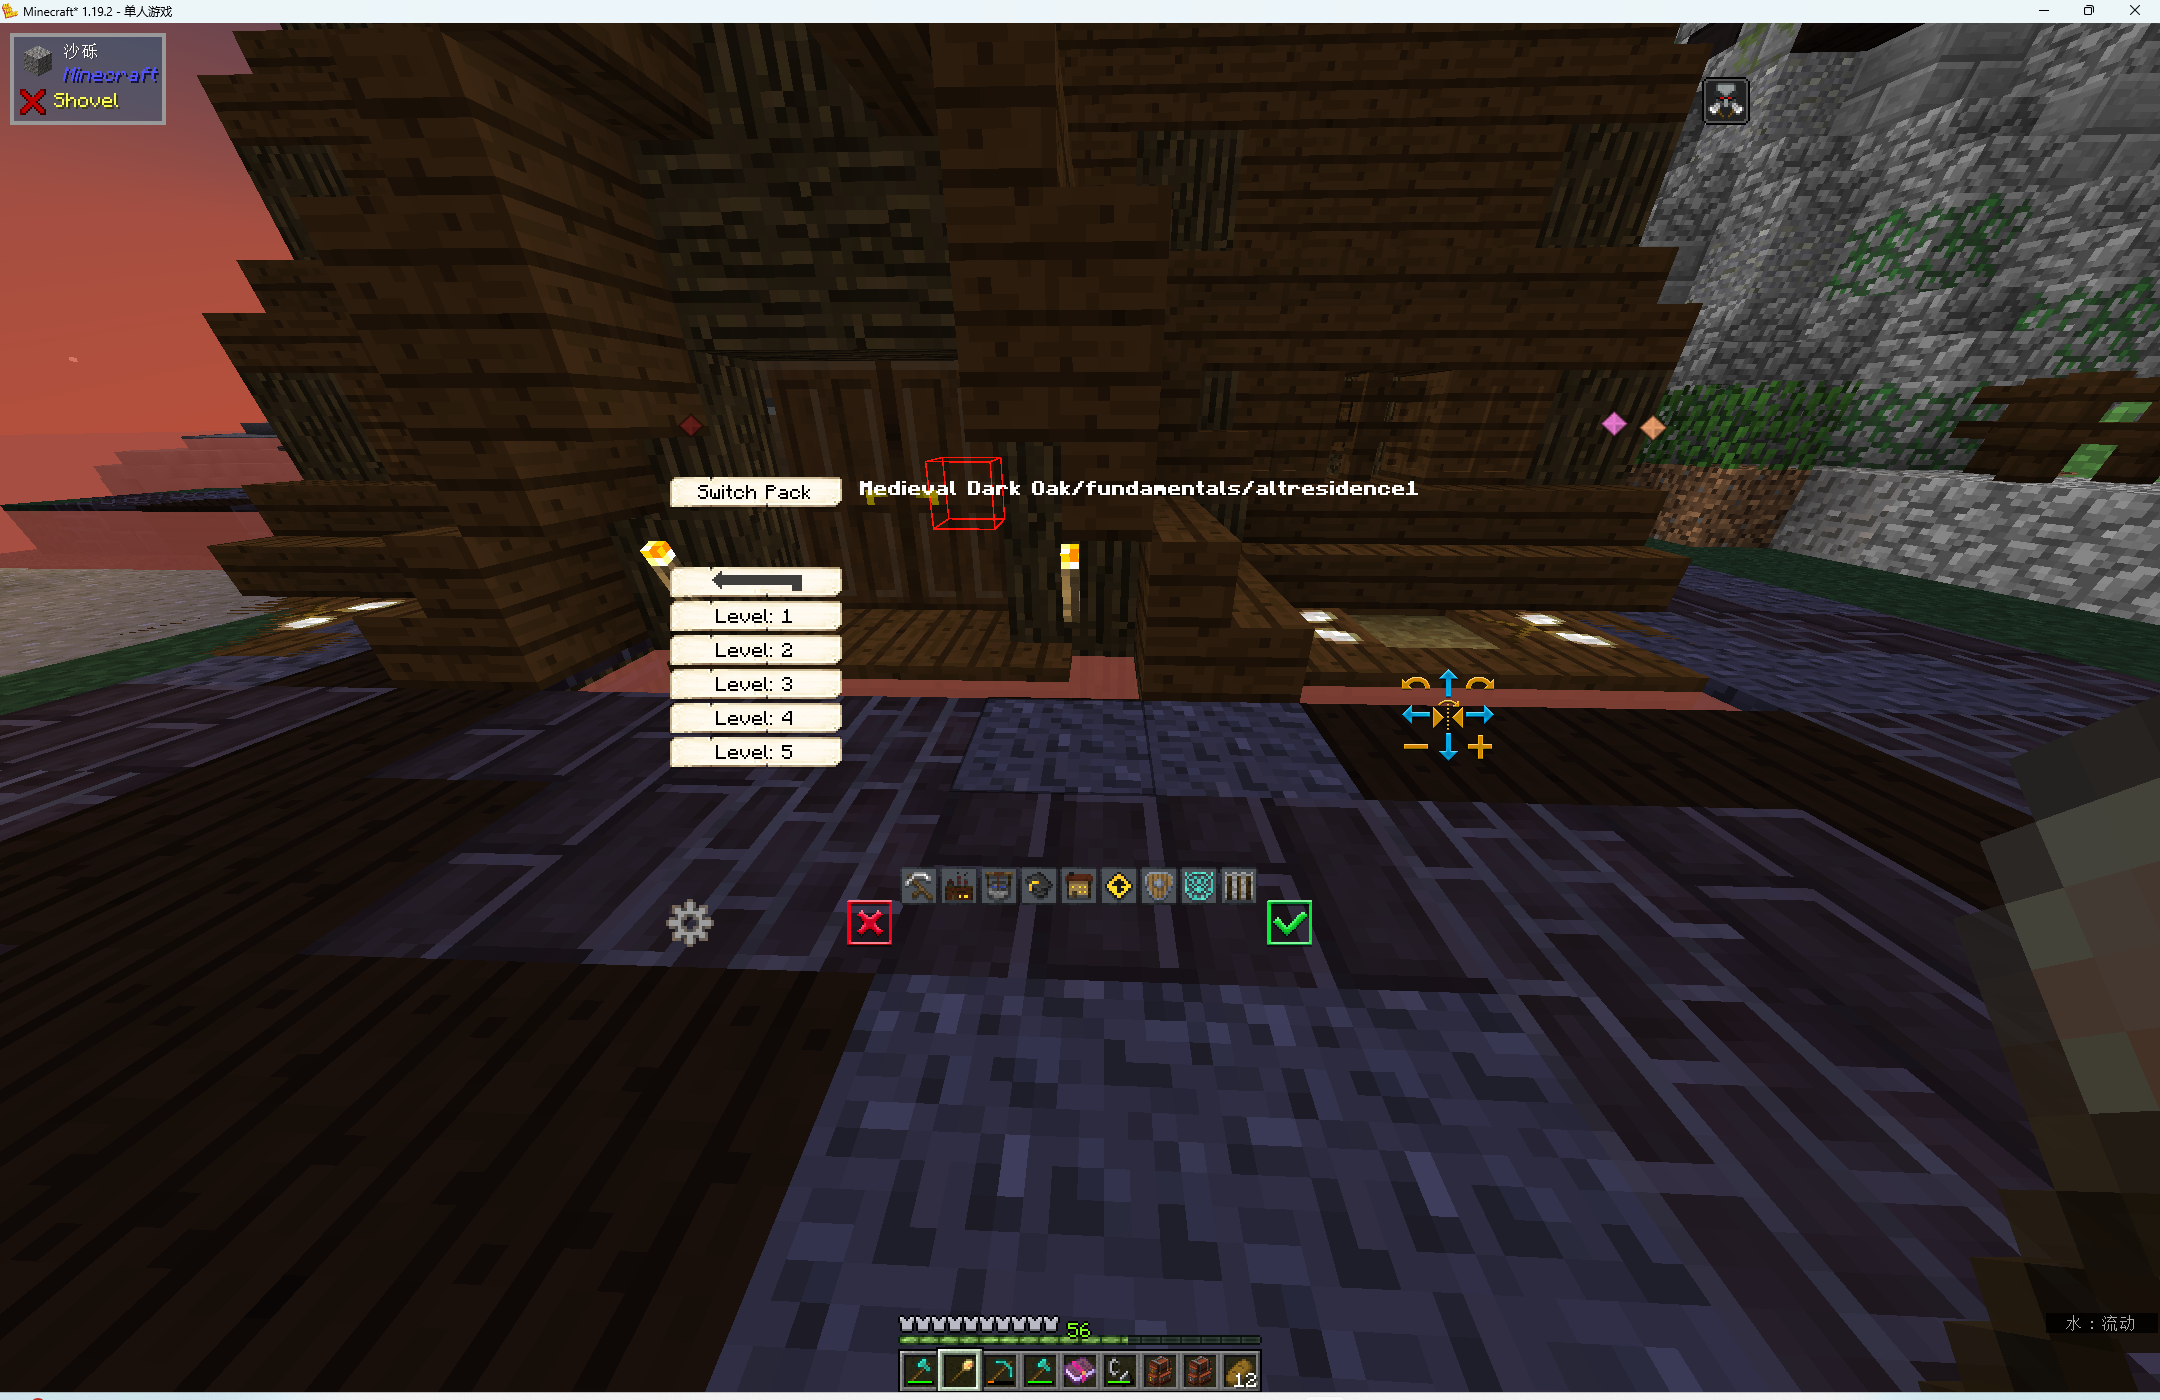 Minecraft* 1.19.2 - 单人游戏
沙砾
Minecraft
Shovel
Switch Pack
Medieval Dark Oak/fundamentals/altresidence1
Level: 1
Level: 2
Level: 3
Level: 4
Level: 5
56
12
水：流动